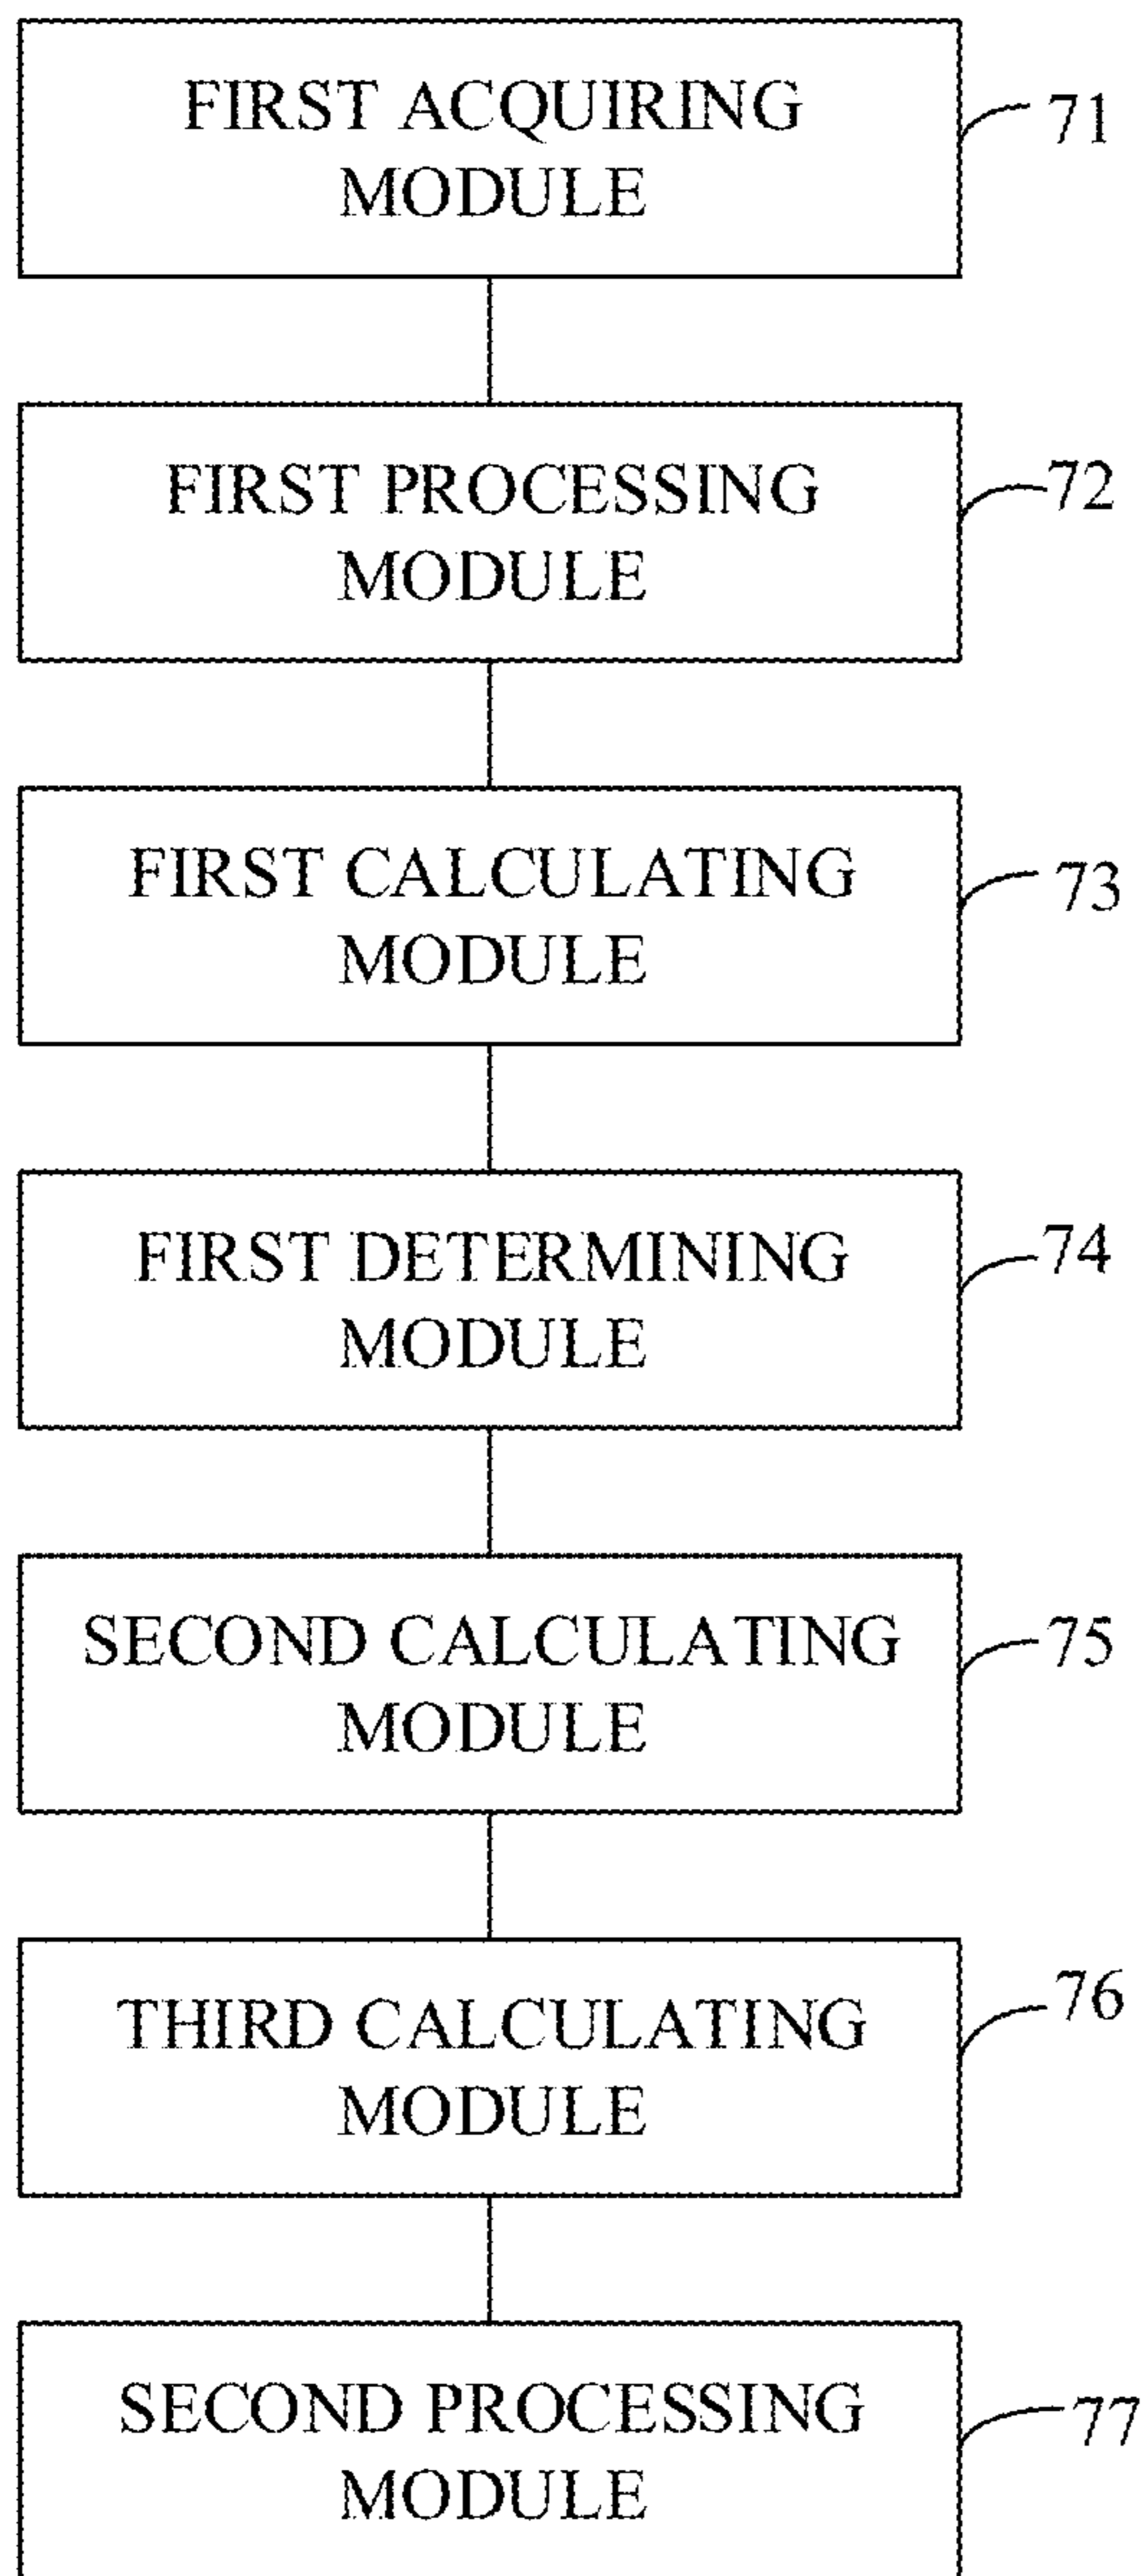 FIRST ACQUIRING
MODULE
71
FIRST PROCESSING
MODULE
72
FIRST CALCULATING
MODULE
73
FIRST DETERMINING
MODULE
74
SECOND CALCULATING
MODULE
75
THIRD CALCULATING
MODULE
76
SECOND PROCESSING
MODULE
77